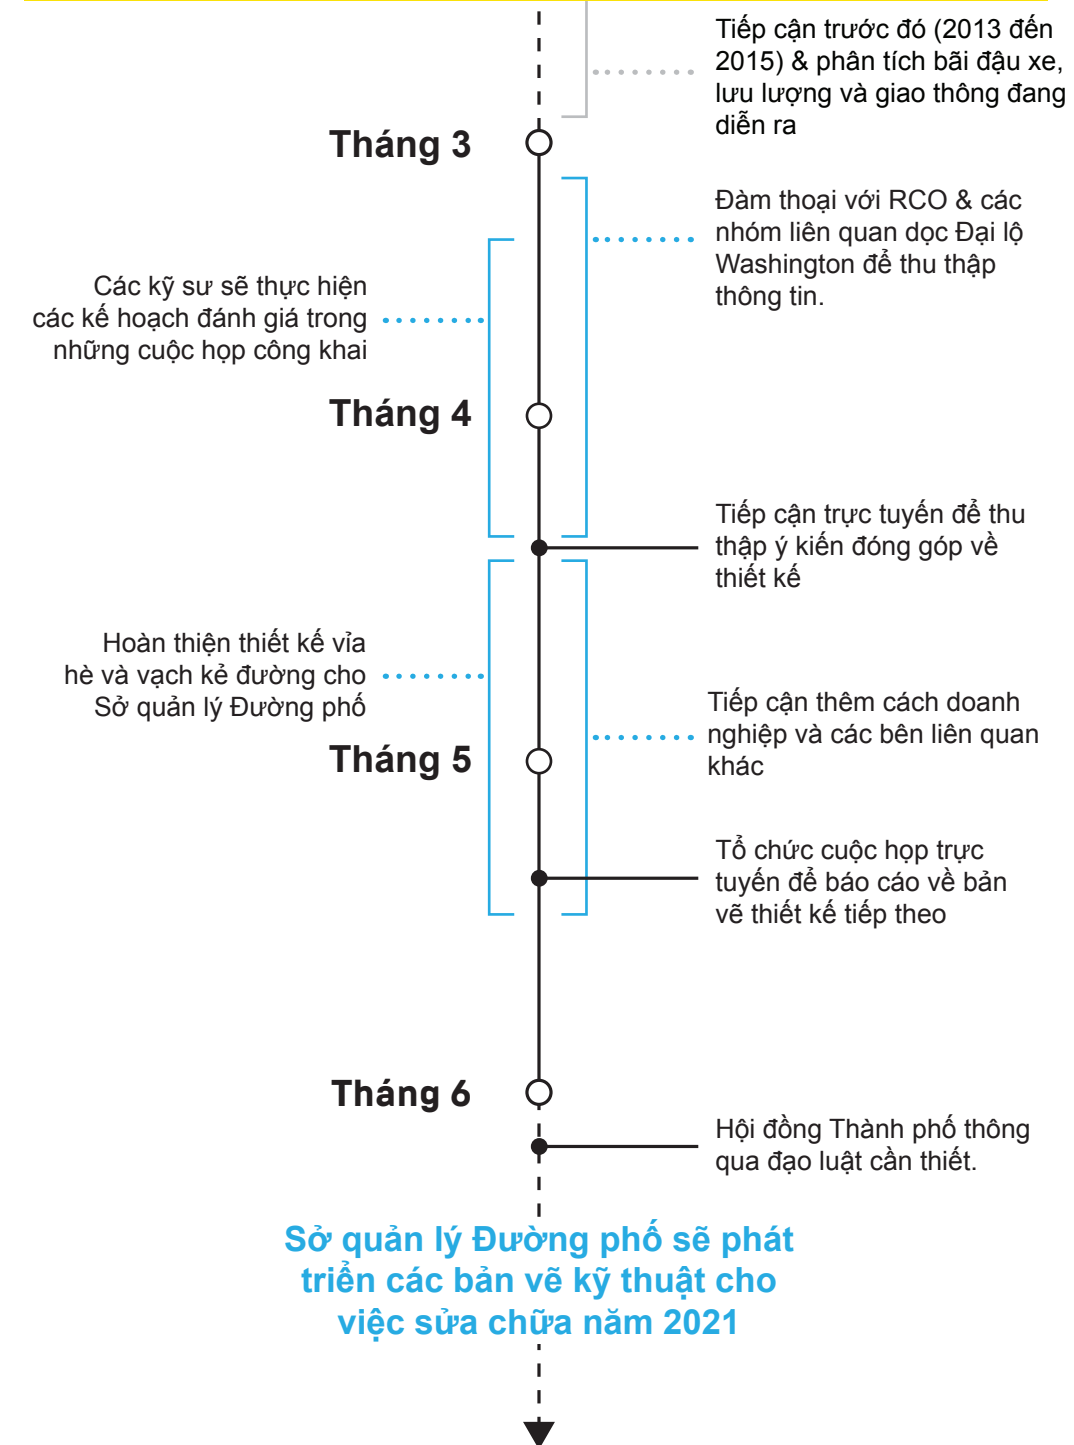 Tiếp cận trước đó (2013 đến
2015) & phân tích bãi đậu xe,
lưu lượng và giao thông đang
diễn ra
Tháng 3
Đàm thoại với RCO & các
nhóm liên quan dọc Đại lộ
Washington để thu thập
thông tin.
Các kỹ sư sẽ thực hiện
các kế hoạch đánh giá trong
những cuộc họp công khai
Tháng 4
Tiếp cận trực tuyến để thu
thập ý kiến đóng góp về
thiết kế
Hoàn thiện thiết kế vỉa
hè và vạch kẻ đường cho
Sở quản lý Đường phố
Tiếp cận thêm cách doanh
nghiệp và các bên liên quan
khác
Tháng 5
Tổ chức cuộc họp trực
tuyến để báo cáo về bản
vẽ thiết kế tiếp theo
Tháng 6
Hội đồng Thành phố thông
qua đạo luật cần thiết.
Sở quản lý Đường phố sẽ phát
triển các bản vẽ kỹ thuật cho
việc sửa chữa năm 2021